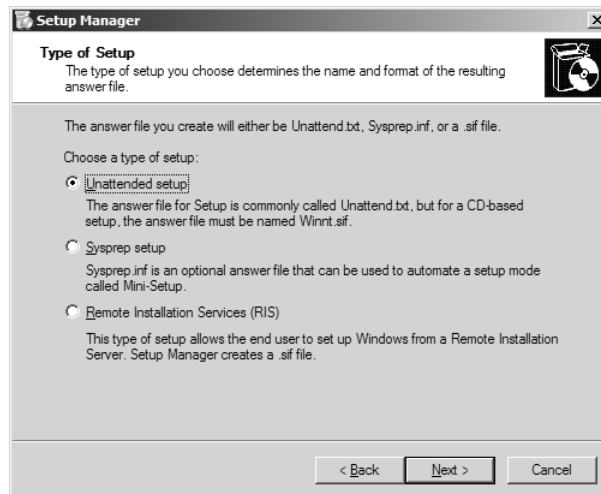 Setup Manager
Type of Setup
The type of setup you choose determines the name and format of the resulting
answer file.
The answer file you create will either be Unattend.txt, Sysprep.inf, or a .sif file.
Choose a type of setup:
Unattended setup
The answer file for Setup is commonly called Unattend.txt, but for a CD-based
setup, the answer file must be named Winnt.sif.
Sysprep setup
Sysprep.inf is an optional answer file that can be used to automate a setup mode
called Mini-Setup.
Remote Installation Services (RIS)
This type of setup allows the end user to set up Windows from a Remote Installation
Server. Setup Manager creates a .sif file.
< Back Next > Cancel